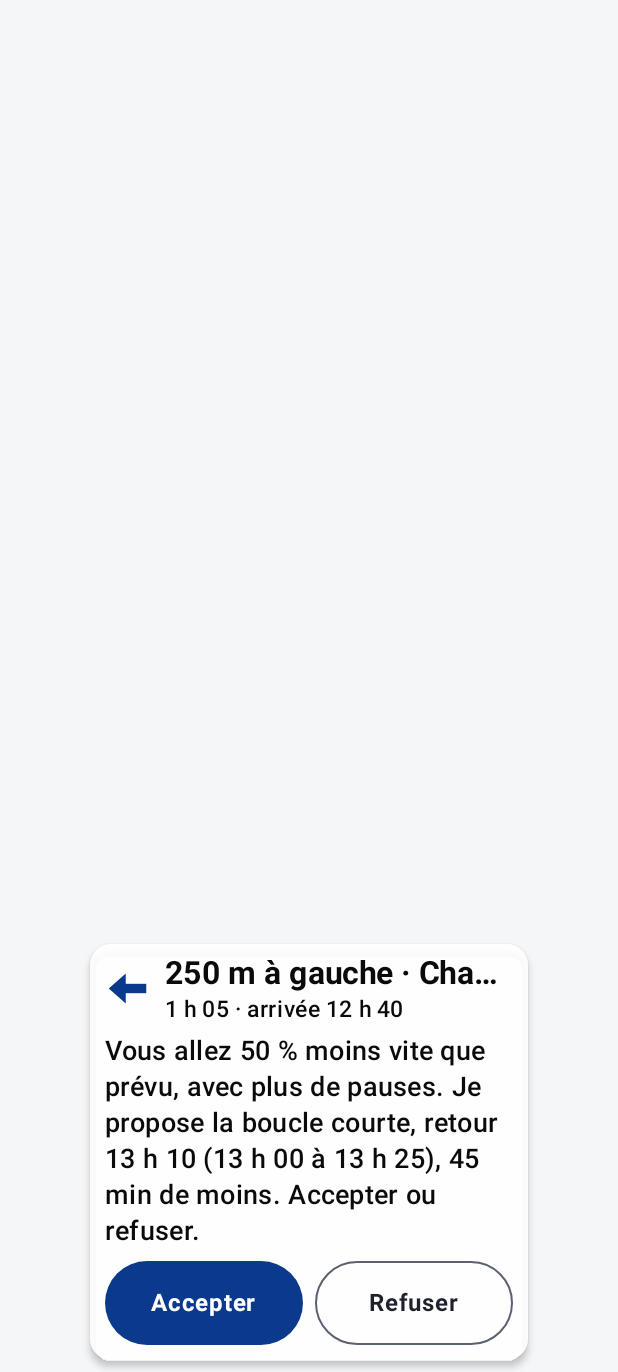 250 m à gauche · Cha…
1 h 05 · arrivée 12 h 40
Vous allez 50 % moins vite que
prévu, avec plus de pauses. Je
propose la boucle courte, retour
13 h 10 (13 h 00 à 13 h 25), 45
min de moins. Accepter ou
refuser.
Accepter
Refuser